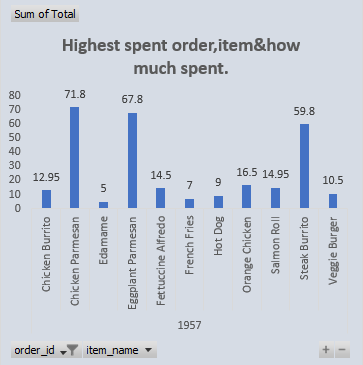 Sum of Total
Highest spent order,item&how
much spent.
80
70
60
50
40
30
20
10
0
12.95
71.8
5
67.8
14.5
7
9
16.5
14.95
59.8
10.5
Chicken Burrito
Chicken Parmesan
Edamame
Eggplant Parmesan
Fettuccine Alfredo
French Fries
Hot Dog
Orange Chicken
Salmon Roll
Steak Burrito
Veggie Burger
1957
order_id item_name